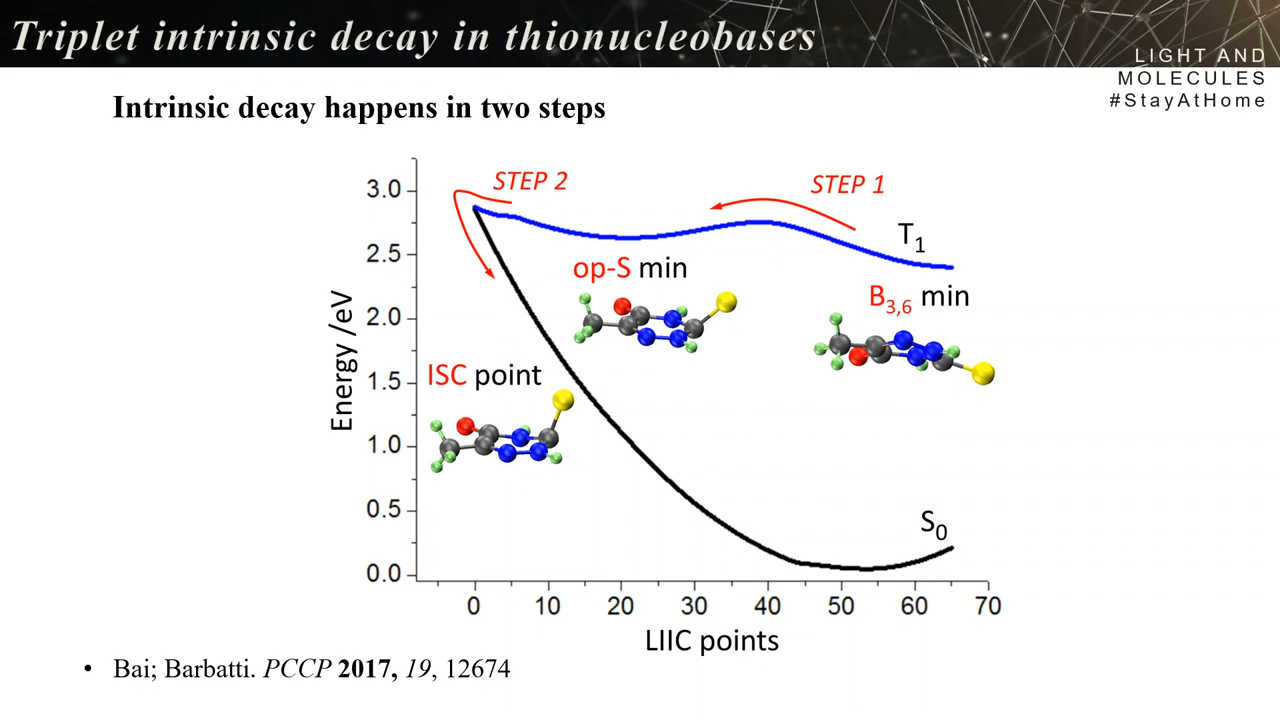 Triplet intrinsic decay in thionucleobases
LIGHT AND
MOLECULES
#StayAtHome
Intrinsic decay happens in two steps
STEP 2
STEP 1
T1
op-S min
B3,6 min
ISC point
S0
Energy /eV
3.0
2.5
2.0
1.5
1.0
0.5
0.0
0 10 20 30 40 50 60 70
LIIC points
• Bai; Barbatti. PCCP 2017, 19, 12674